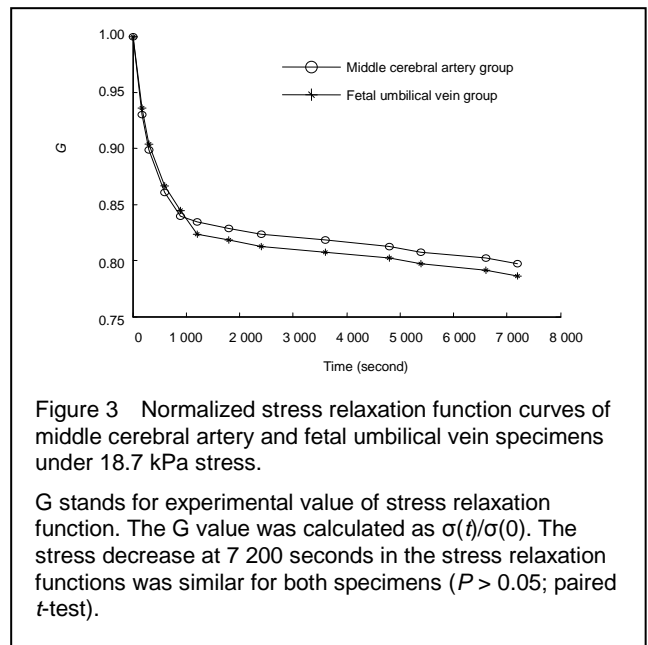 1.00
0.95
0.90
0.85
0.80
0.75
G
Middle cerebral artery group
Fetal umbilical vein group
0 1 000 2 000 3 000 4 000 5 000 6 000 7 000 8 000
Time (second)
Figure 3 Normalized stress relaxation function curves of
middle cerebral artery and fetal umbilical vein specimens
under 18.7 kPa stress.
G stands for experimental value of stress relaxation
function. The G value was calculated as σ(t)/σ(0). The
stress decrease at 7 200 seconds in the stress relaxation
functions was similar for both specimens (P > 0.05; paired
t-test).